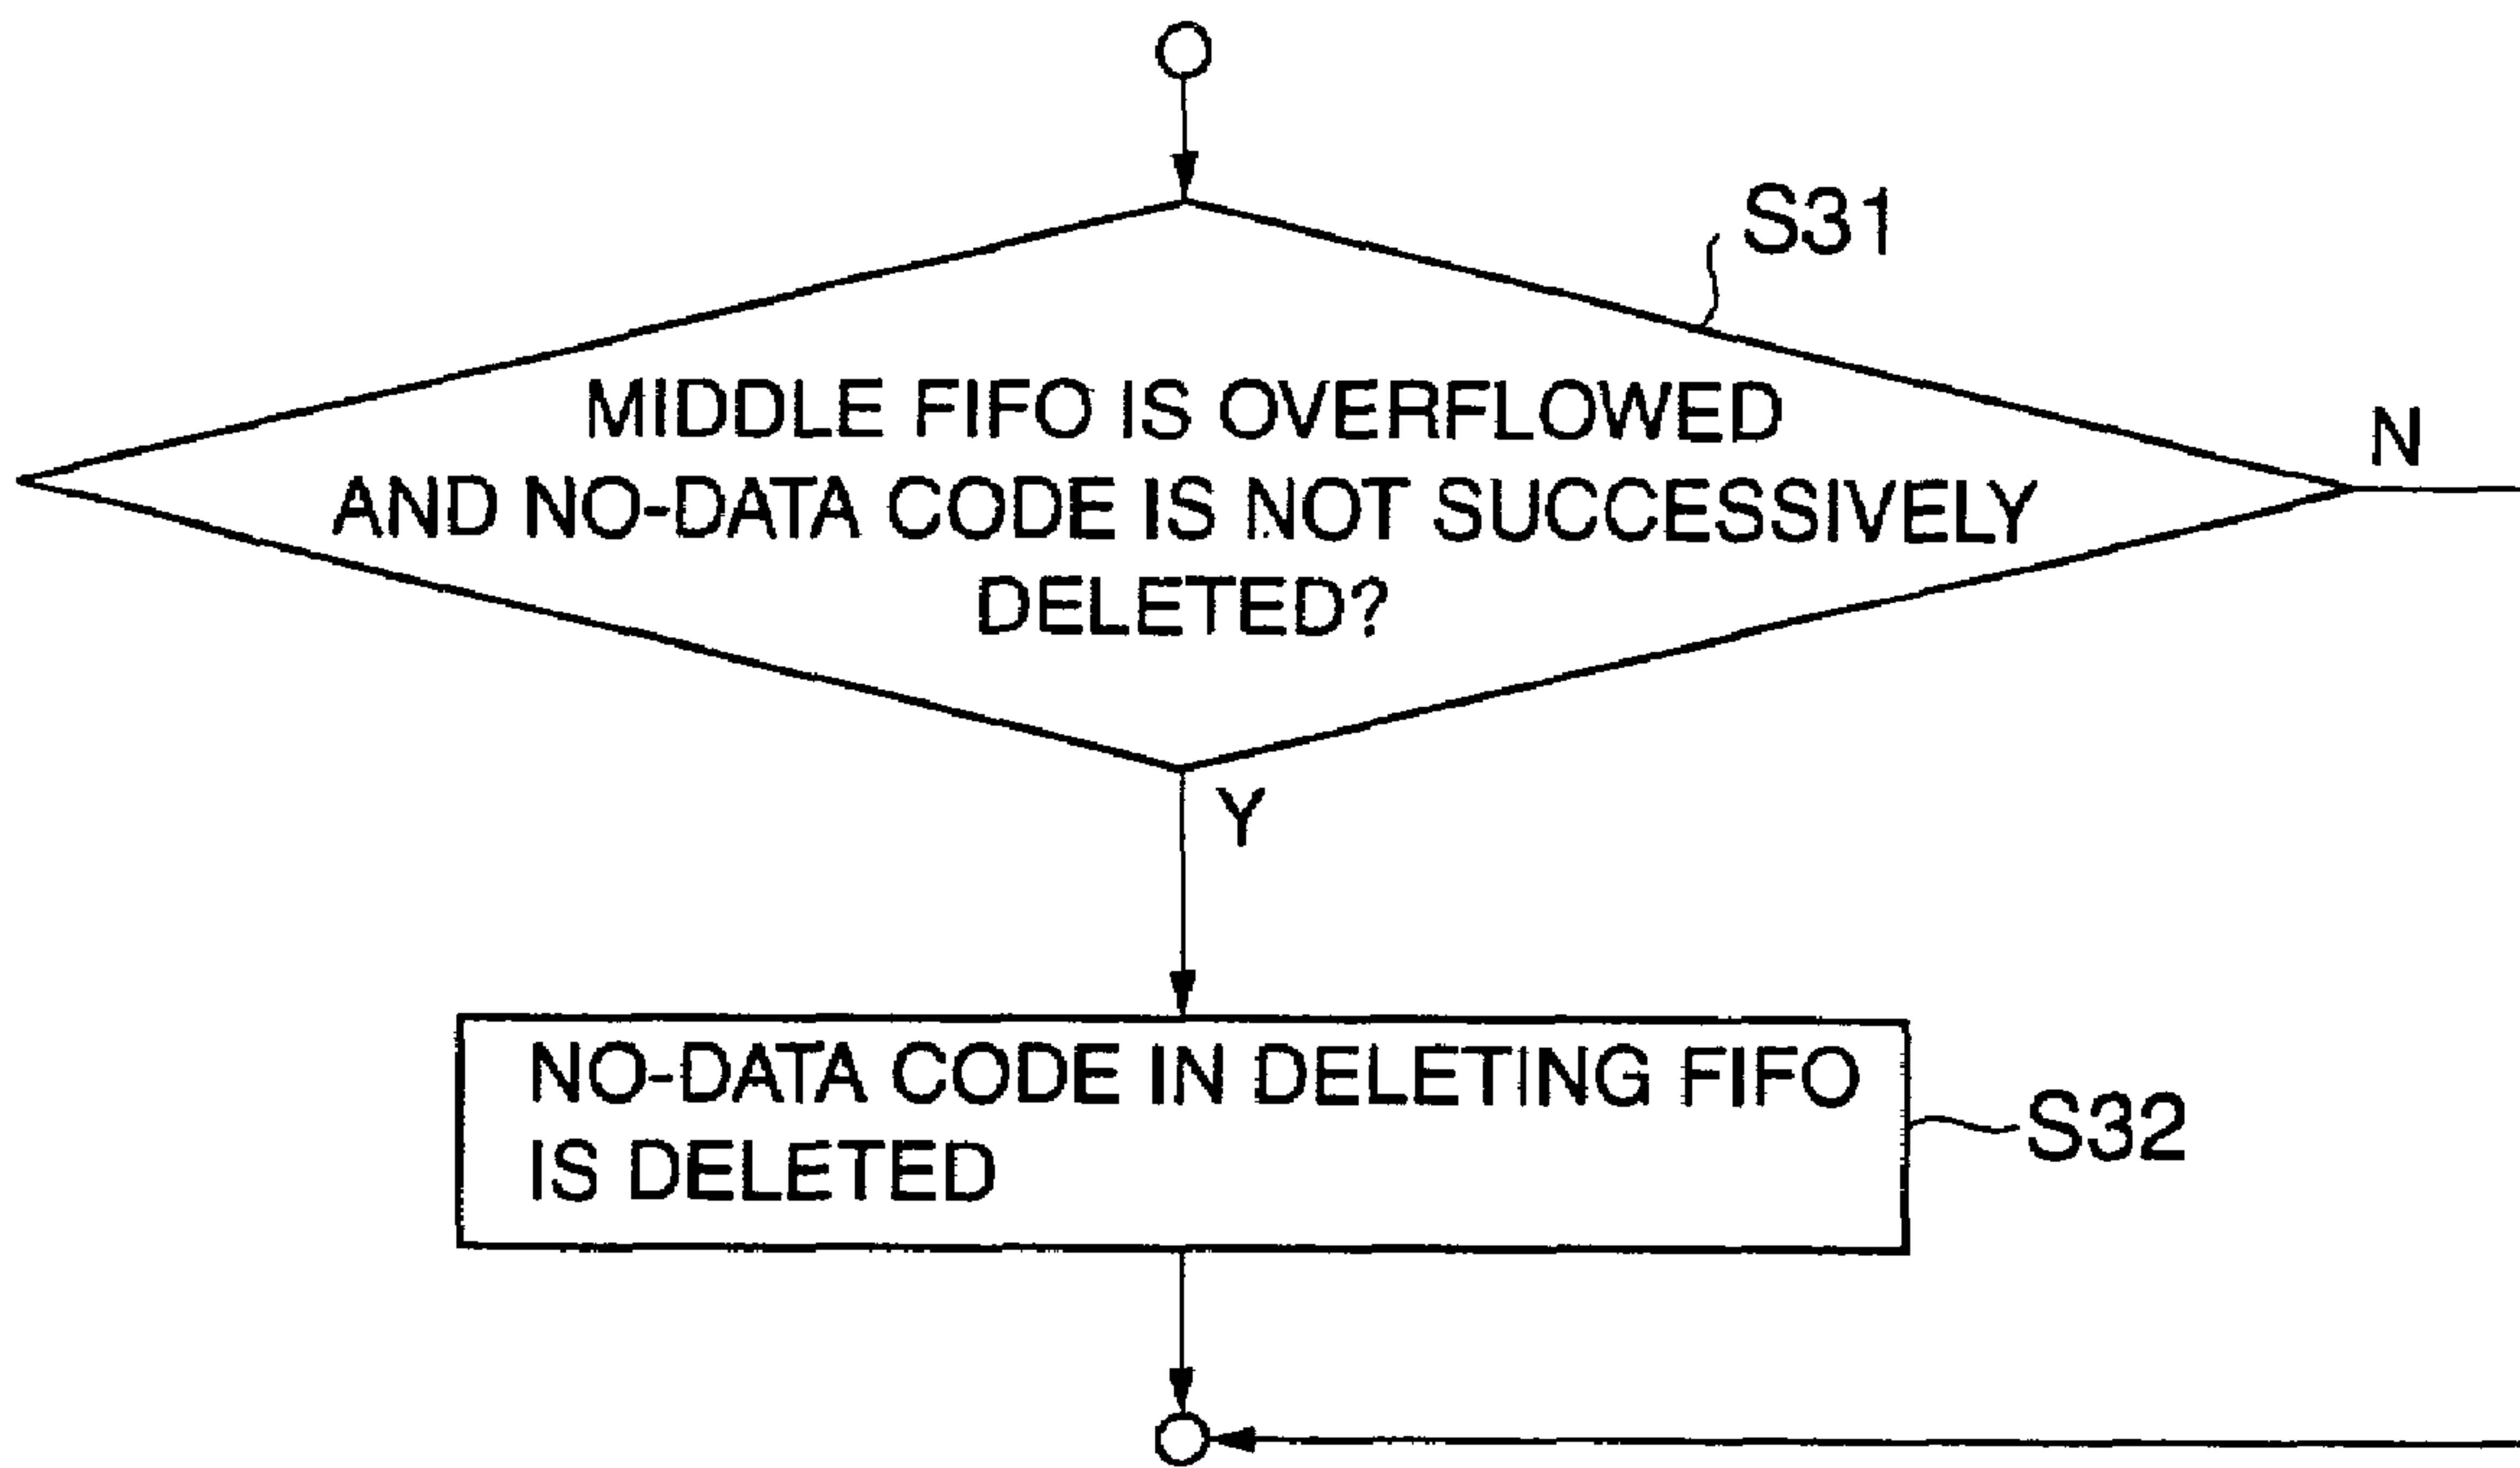 S31
MIDDLE FIFO IS OVERFLOWED
AND NO-DATA CODE IS NOT SUCCESSIVELY
DELETED?
N
Y
NO-DATA CODE IN DELETING FIFO
IS DELETED
S32